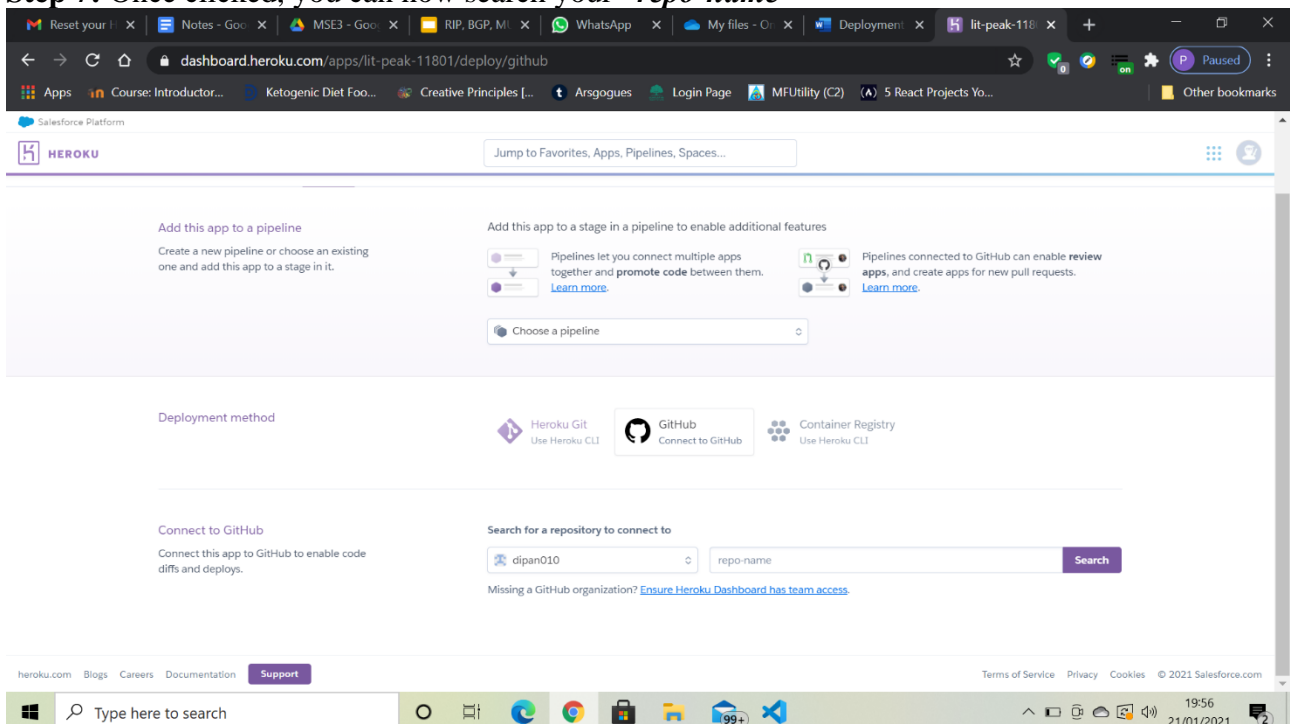 Step 7: Once clicked, you can now search your "repo-name"
Reset your H
Notes - Goo
MSE3 - Goo
RIP, BGP, MU
WhatsApp
My files - On
Deployment
lit-peak-1180
dashboard.heroku.com/apps/lit-peak-11801/deploy/github
0
on
P Paused
Apps
Course: Introductor...
Ketogenic Diet Foo...
Creative Principles [...
Arsgogues
Login Page
MFUtility (C2)
5 React Projects Yo...
Other bookmarks
Salesforce Platform
HEROKU
Jump to Favorites, Apps, Pipelines, Spaces...
Add this app to a pipeline
Create a new pipeline or choose an existing
one and add this app to a stage in it.
Add this app to a stage in a pipeline to enable additional features
Pipelines let you connect multiple apps
together and promote code between them.
Learn more.
Pipelines connected to GitHub can enable review
apps, and create apps for new pull requests.
Learn more.
Choose a pipeline
Deployment method
Heroku Git
Use Heroku CLI
GitHub
Connect to GitHub
Container Registry
Use Heroku CLI
Connect to GitHub
Connect this app to GitHub to enable code
diffs and deploys.
Search for a repository to connect to
dipan010
repo-name
Search
Missing a GitHub organization? Ensure Heroku Dashboard has team access.
heroku.com Blogs Careers Documentation Support
Terms of Service Privacy Cookies © 2021 Salesforce.com
Type here to search
99+
19:56
21/01/2021
2